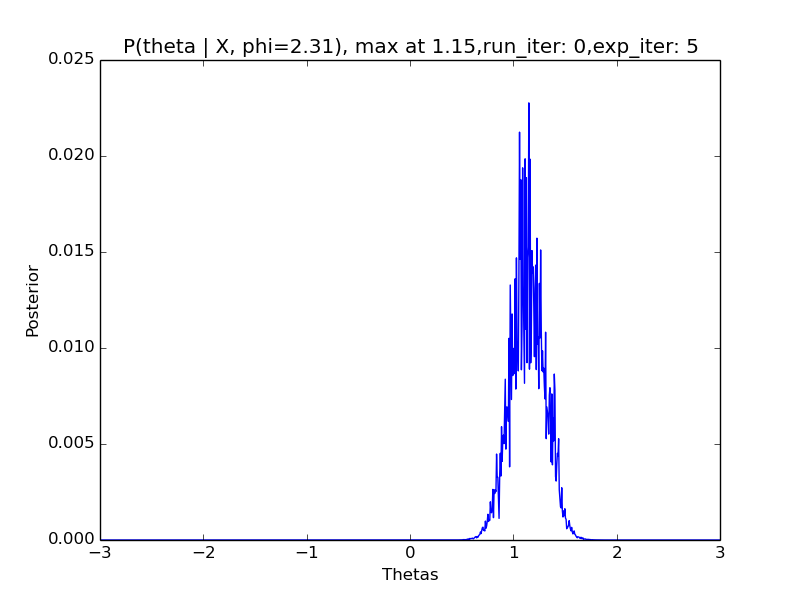 P(theta | X, phi=2.31), max at 1.15,run_iter: 0,exp_iter: 5
0.025
0.020
0.015
0.010
0.005
0.000
Posterior
−3 −2 −1 0 1 2 3
Thetas